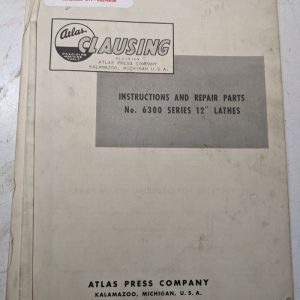 Atlas
CLAUSING
DIVISION
ATLAS PRESS COMPANY
KALAMAZOO, MICHIGAN U.S.A.
INSTRUCTIONS AND REPAIR PARTS
No. 6300 SERIES 12" LATHES
ATLAS PRESS COMPANY
KALAMAZOO, MICHIGAN, U. S. A.